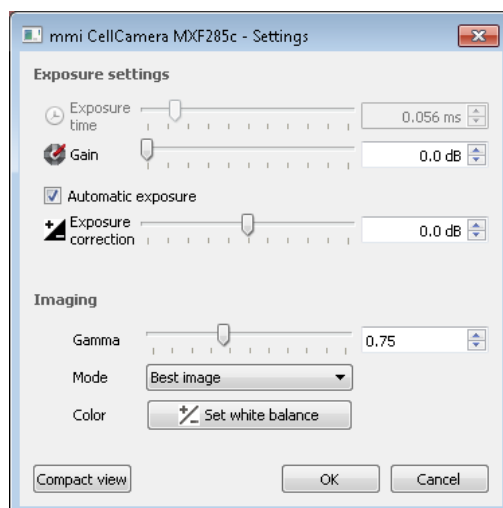 mmi CellCamera MXF285c - Settings
Exposure settings
Exposure
time
0.056 ms
Gain
0.0 dB
Automatic exposure
Exposure
correction
0.0 dB
Imaging
Gamma
0.75
Mode
Best image
Color
Set white balance
Compact view
OK
Cancel